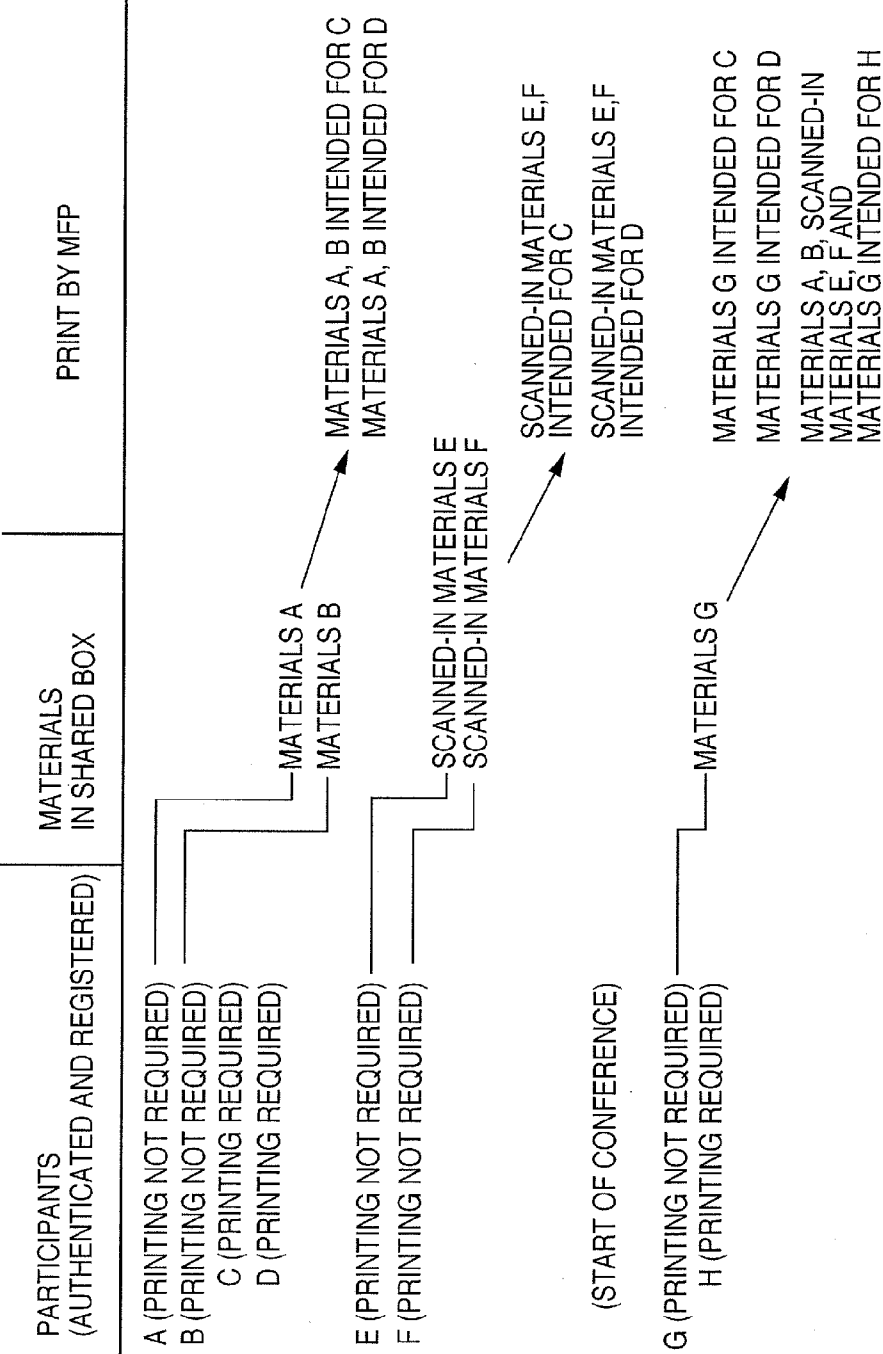 PARTICIPANTS
(AUTHENTICATED AND REGISTERED)
MATERIALS
IN SHARED BOX
PRINT BY MFP
A (PRINTING NOT REQUIRED)
B (PRINTING NOT REQUIRED)
C (PRINTING REQUIRED)
D (PRINTING REQUIRED)
MATERIALS A
MATERIALS B
MATERIALS A, B INTENDED FOR C
MATERIALS A, B INTENDED FOR D
E (PRINTING NOT REQUIRED)
F (PRINTING NOT REQUIRED)
SCANNED-IN MATERIALS E
SCANNED-IN MATERIALS F
SCANNED-IN MATERIALS E,F
INTENDED FOR C
SCANNED-IN MATERIALS E,F
INTENDED FOR D
(START OF CONFERENCE)
G (PRINTING NOT REQUIRED)
H (PRINTING REQUIRED)
MATERIALS G
MATERIALS G INTENDED FOR C
MATERIALS G INTENDED FOR D
MATERIALS A, B, SCANNED-IN
MATERIALS E, F AND
MATERIALS G INTENDED FOR H